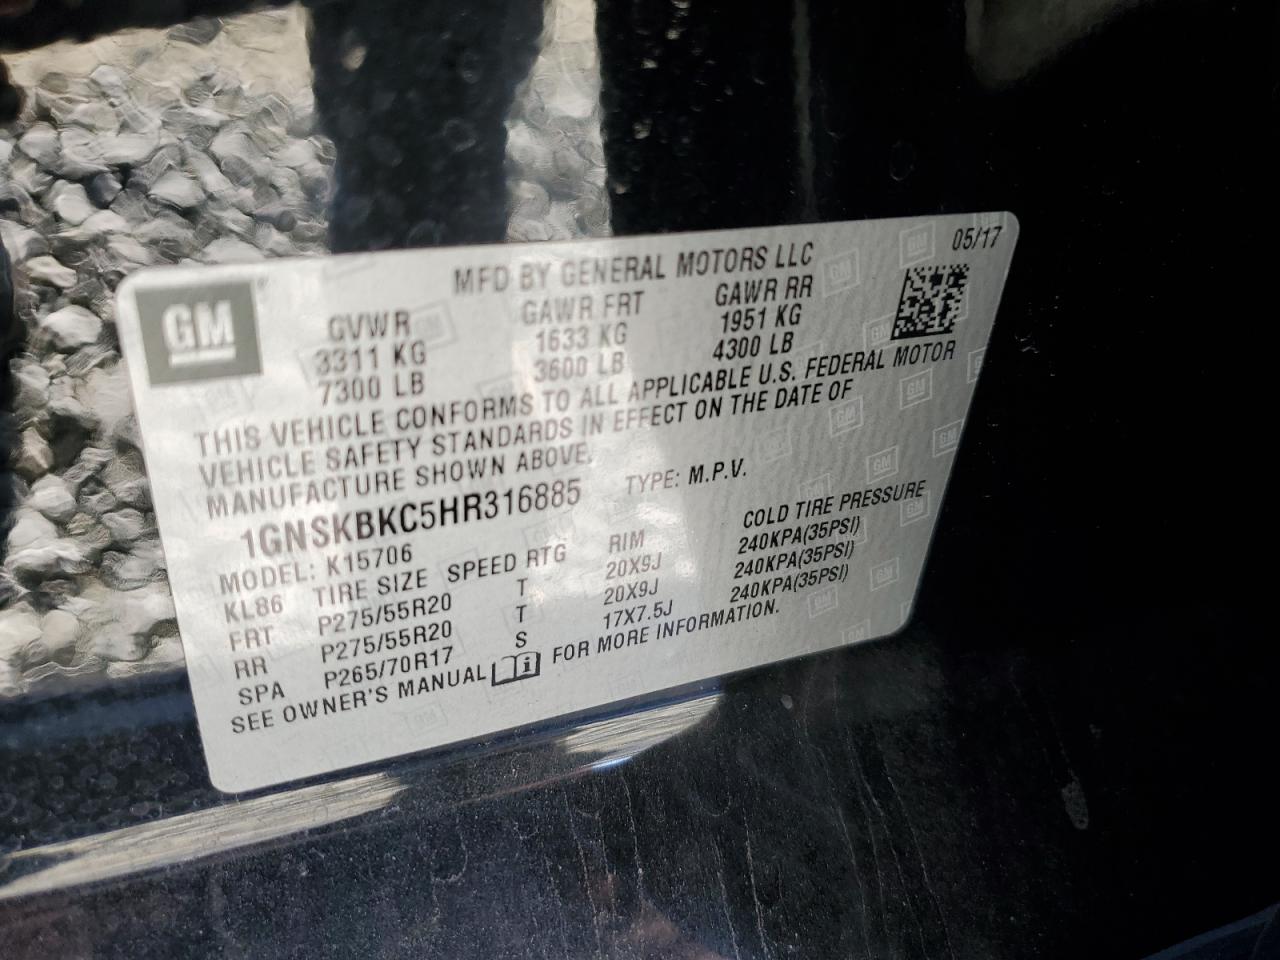 GM
MFD BY GENERAL MOTORS LLC 05/17
GVWR GAWR FRT GAWR RR
3311 KG 1633 KG 1951 KG
7300 LB 3600 LB 4300 LB
THIS VEHICLE CONFORMS TO ALL APPLICABLE U.S. FEDERAL MOTOR
VEHICLE SAFETY STANDARDS IN EFFECT ON THE DATE OF
MANUFACTURE SHOWN ABOVE.
1GNSKBKC5HR316885 TYPE: M.P.V.
MODEL: K15706
KL86 TIRE SIZE SPEED RTG RIM COLD TIRE PRESSURE
FRT P275/55R20 T 20X9J 240KPA(35PSI)
RR P275/55R20 T 20X9J 240KPA(35PSI)
SPA P265/70R17 S 17X7.5J 240KPA(35PSI)
SEE OWNER'S MANUAL i FOR MORE INFORMATION.